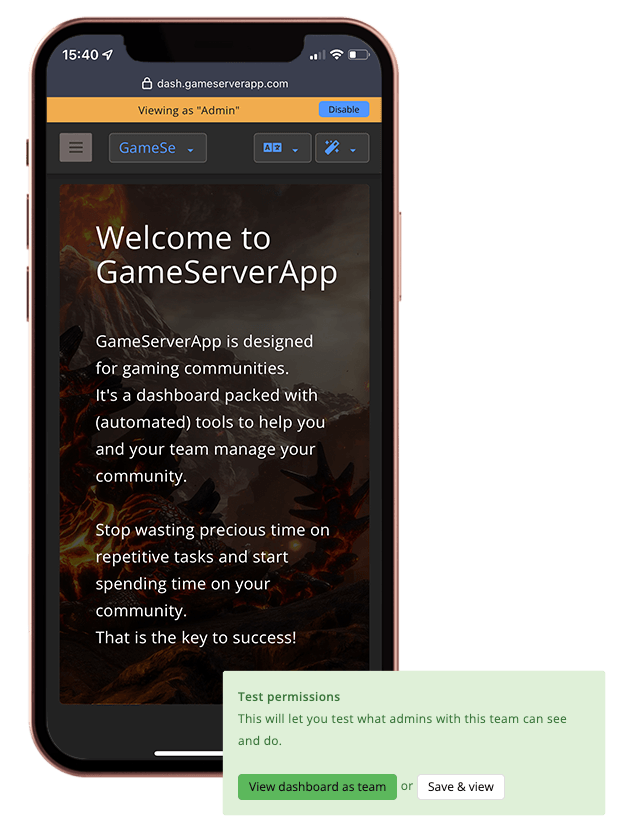 15:40
dash.gameserverapp.com
Viewing as "Admin"
Disable
GameSe
Welcome to
GameServerApp
GameServerApp is designed
for gaming communities.
It's a dashboard packed with
(automated) tools to help you
and your team manage your
community.
Stop wasting precious time on
repetitive tasks and start
spending time on your
community.
That is the key to success!
Test permissions
This will let you test what admins with this team can see
and do.
View dashboard as team or Save & view